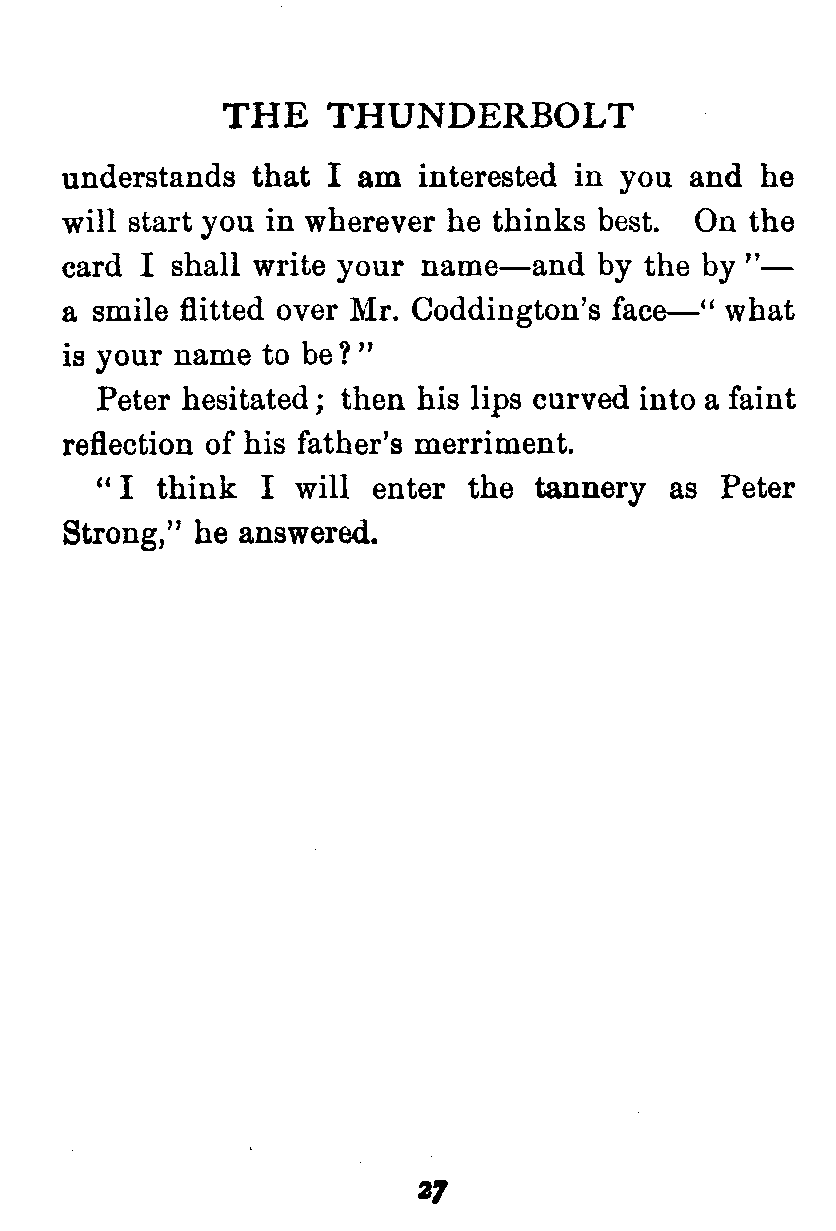 THE THUNDERBOLT
understands that I am interested in you and he
will start you in wherever he thinks best. On the
card I shall write your name—and by the by"—
a smile flitted over Mr. Coddington's face—"what
is your name to be?"
Peter hesitated; then his lips curved into a faint
reflection of his father's merriment.
"I think I will enter the tannery as Peter
Strong," he answered.
27